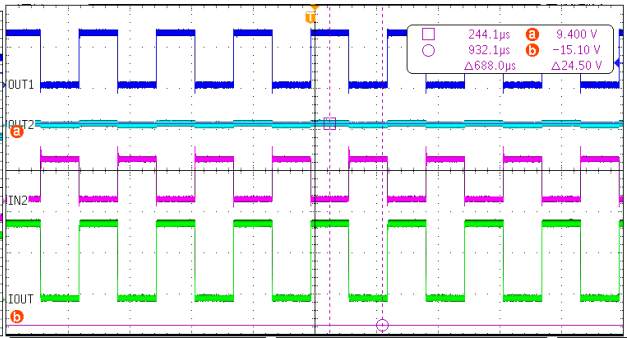 T
244.1µs a 9.400 V
932.1µs b −15.10 V
△688.0µs △24.50 V
OUT1
OUT2
a
IN2
IOUT
b